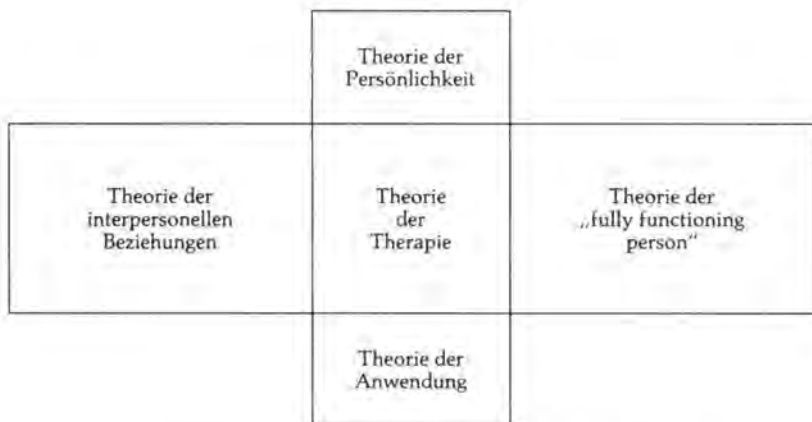 Theorie der
Persönlichkeit
Theorie der
interpersonellen
Beziehungen
Theorie
der
Therapie
Theorie der
„fully functioning
person“
Theorie der
Anwendung